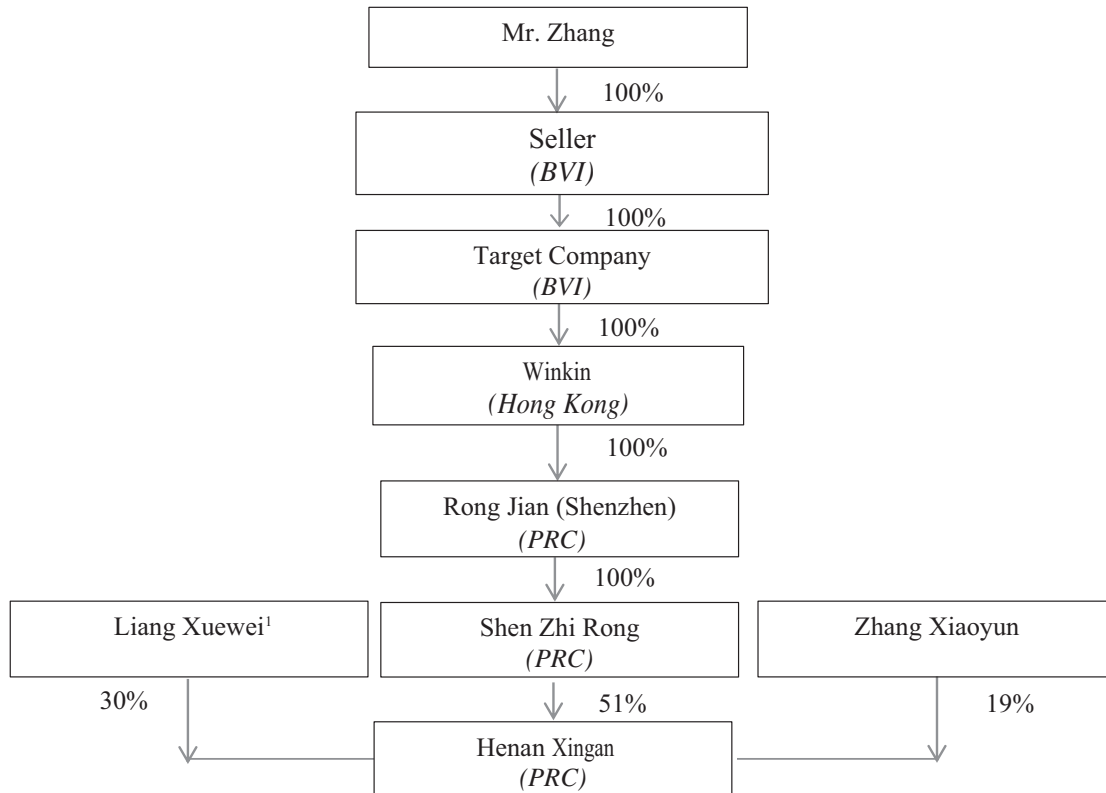 Mr. Zhang
100%
Seller
(BVI)
100%
Target Company
(BVI)
100%
Winkin
(Hong Kong)
100%
Rong Jian (Shenzhen)
(PRC)
100%
Liang Xuewei¹
Shen Zhi Rong
(PRC)
Zhang Xiaoyun
30%
51%
19%
Henan Xingan
(PRC)